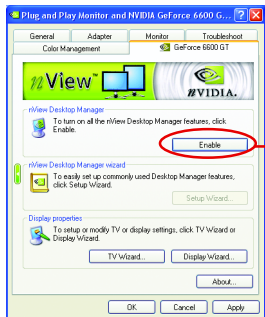 Plug and Play Monitor and NVIDIA GeForce 6600 G...
General Adapter Monitor Troubleshoot
Color Management GeForce 6600 GT
nView
NVIDIA.
nView Desktop Manager
To turn on all the nView Desktop Manager features, click
Enable.
Enable
nView Desktop Manager wizard
To easily set up commonly used Desktop Manager features,
click Setup Wizard.
Setup Wizard...
Display properties
To setup or modify TV or display settings, click TV Wizard or
Display Wizard.
TV Wizard... Display Wizard...
About...
OK Cancel Apply